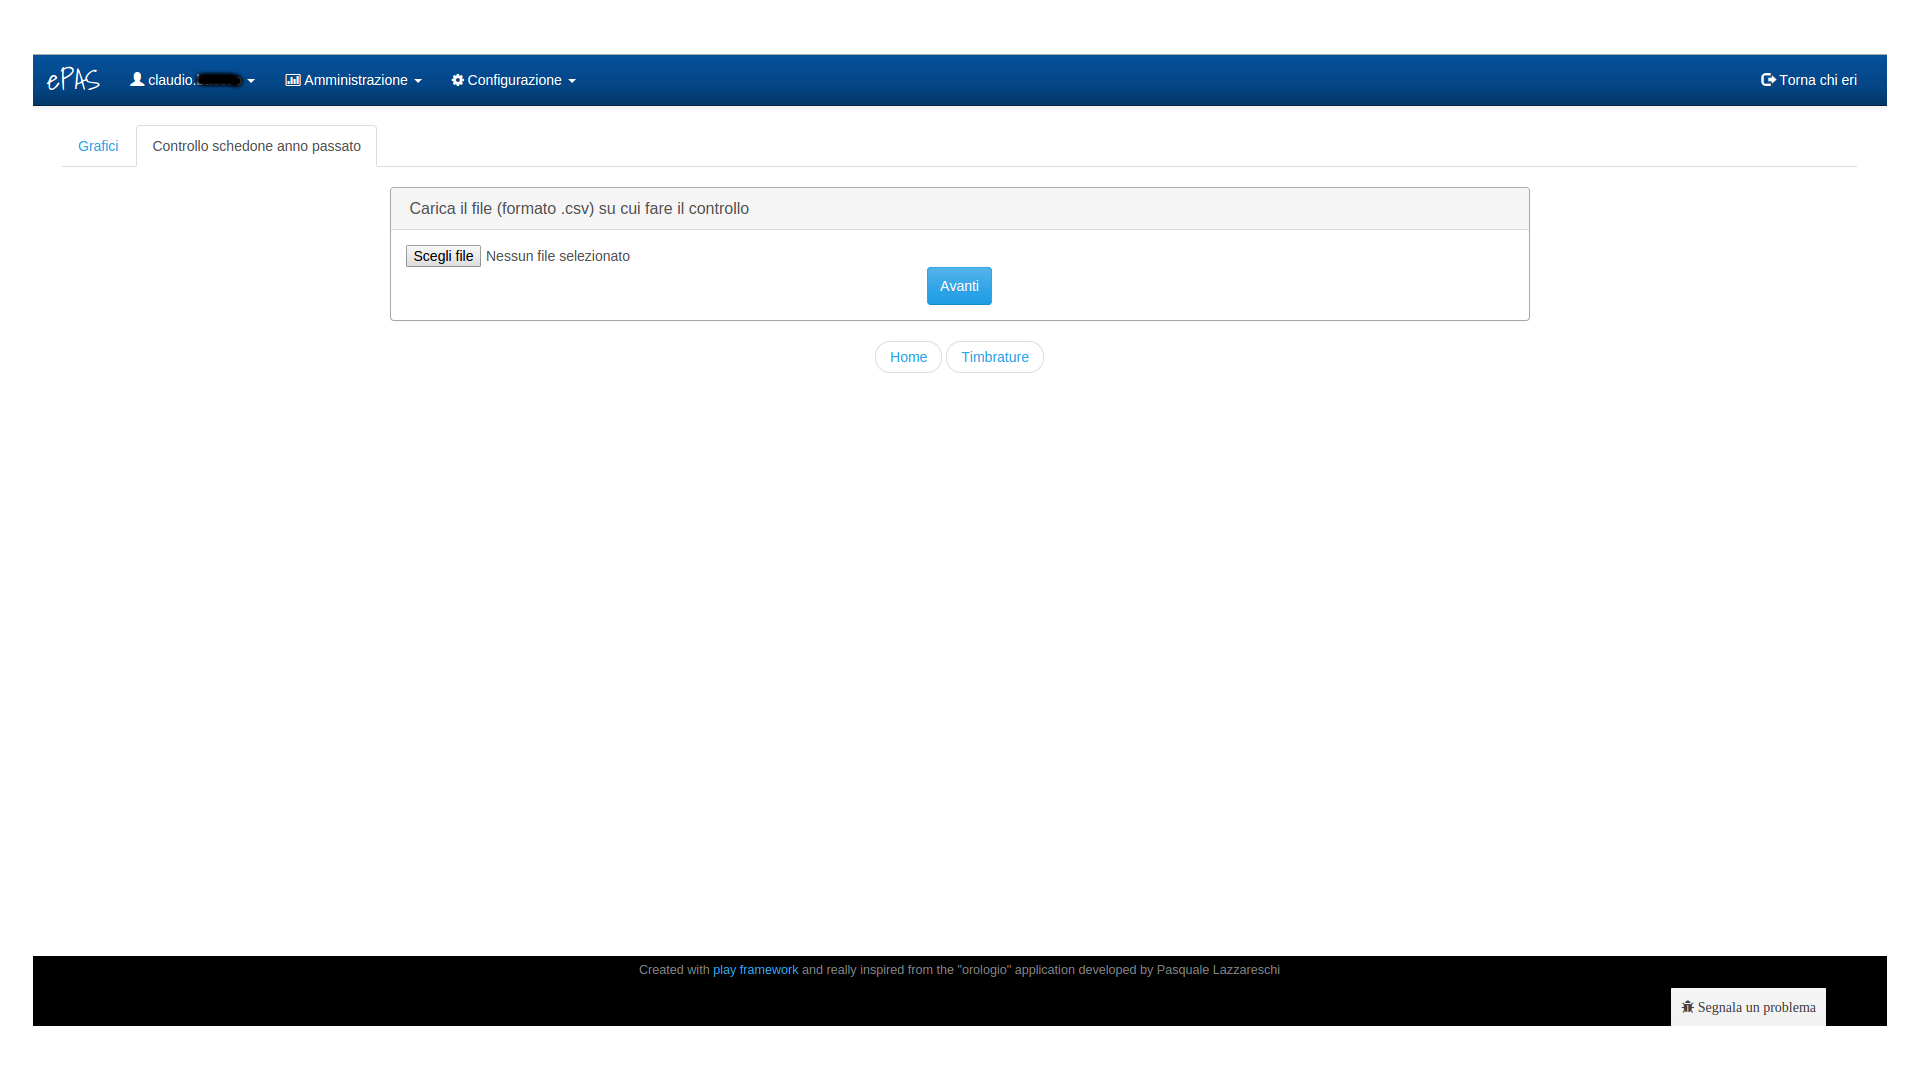 ePAS claudio. Amministrazione Configurazione Torna chi eri
Grafici Controllo schedone anno passato
Carica il file (formato .csv) su cui fare il controllo
Scegli file Nessun file selezionato
Avanti
Home Timbrature
Created with play framework and really inspired from the "orologio" application developed by Pasquale Lazzareschi
Segnala un problema